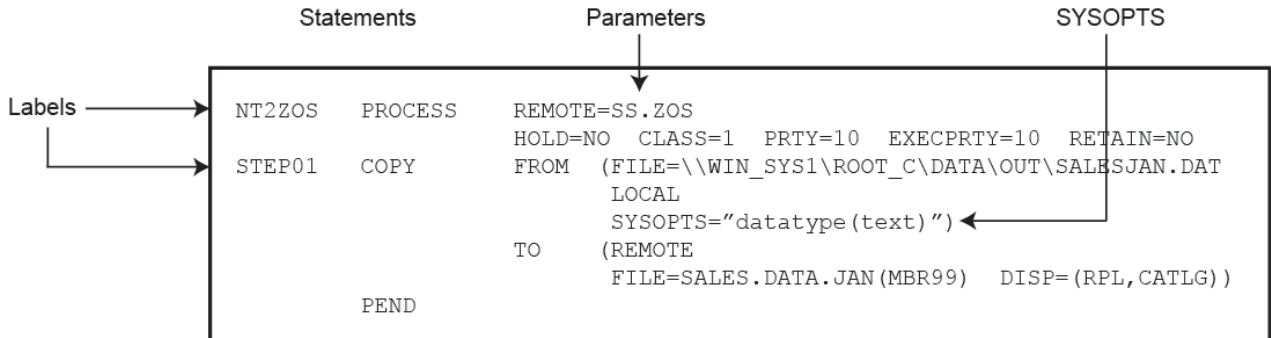 Statements Parameters SYSOPTS
Labels
NT2ZOS PROCESS REMOTE=SS.ZOS
HOLD=NO CLASS=1 PRTY=10 EXECPRTY=10 RETAIN=NO
STEP01 COPY FROM (FILE=\\WIN_SYS1\ROOT_C\DATA\OUT\SALESJAN.DAT
LOCAL
SYSOPTS=”datatype(text)”)
TO (REMOTE
FILE=SALES.DATA.JAN(MBR99) DISP=(RPL,CATLG))
PEND